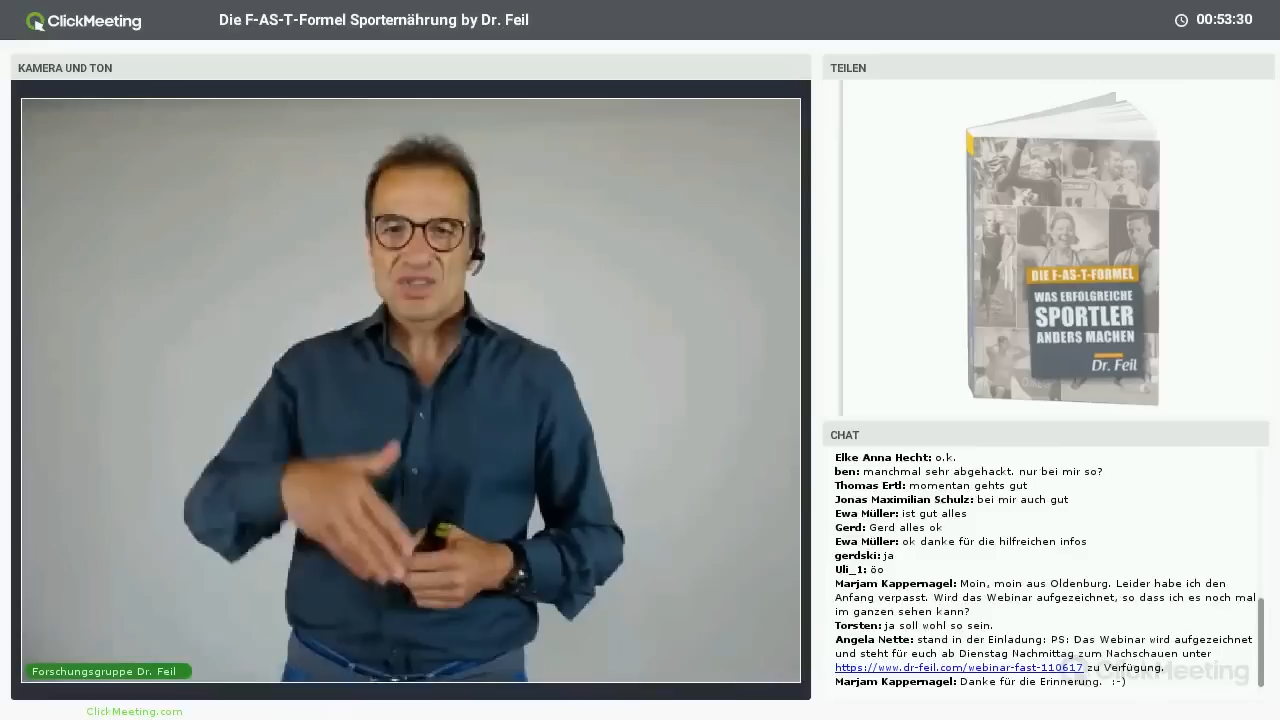 ClickMeeting
Die F-AS-T-Formel Sporternährung by Dr. Feil
00:53:30
KAMERA UND TON
Forschungsgruppe Dr. Feil
ClickMeeting.com
TEILEN
DIE F-AS-T-FORMEL
WAS ERFOLGREICHE
SPORTLER
ANDERS MACHEN
Dr. Feil
CHAT
Elke Anna Hecht: o.k.
ben: manchmal sehr abgehackt. nur bei mir so?
Thomas Ertl: momentan gehts gut
Jonas Maximilian Schulz: bei mir auch gut
Ewa Müller: ist gut alles
Gerd: Gerd alles ok
Ewa Müller: ok danke für die hilfreichen infos
gerdski: ja
Uli_1: öo
Marjam Kappernagel: Moin, moin aus Oldenburg. Leider habe ich den
Anfang verpasst. Wird das Webinar aufgezeichnet, so dass ich es noch mal
im ganzen sehen kann?
Torsten: ja soll wohl so sein.
Angela Nette: stand in der Einladung: PS: Das Webinar wird aufgezeichnet
und steht für euch ab Dienstag Nachmittag zum Nachschauen unter
https://www.dr-feil.com/webinar-fast-110617 zu Verfügung.
Marjam Kappernagel: Danke für die Erinnerung. :-)
ClickMeeting